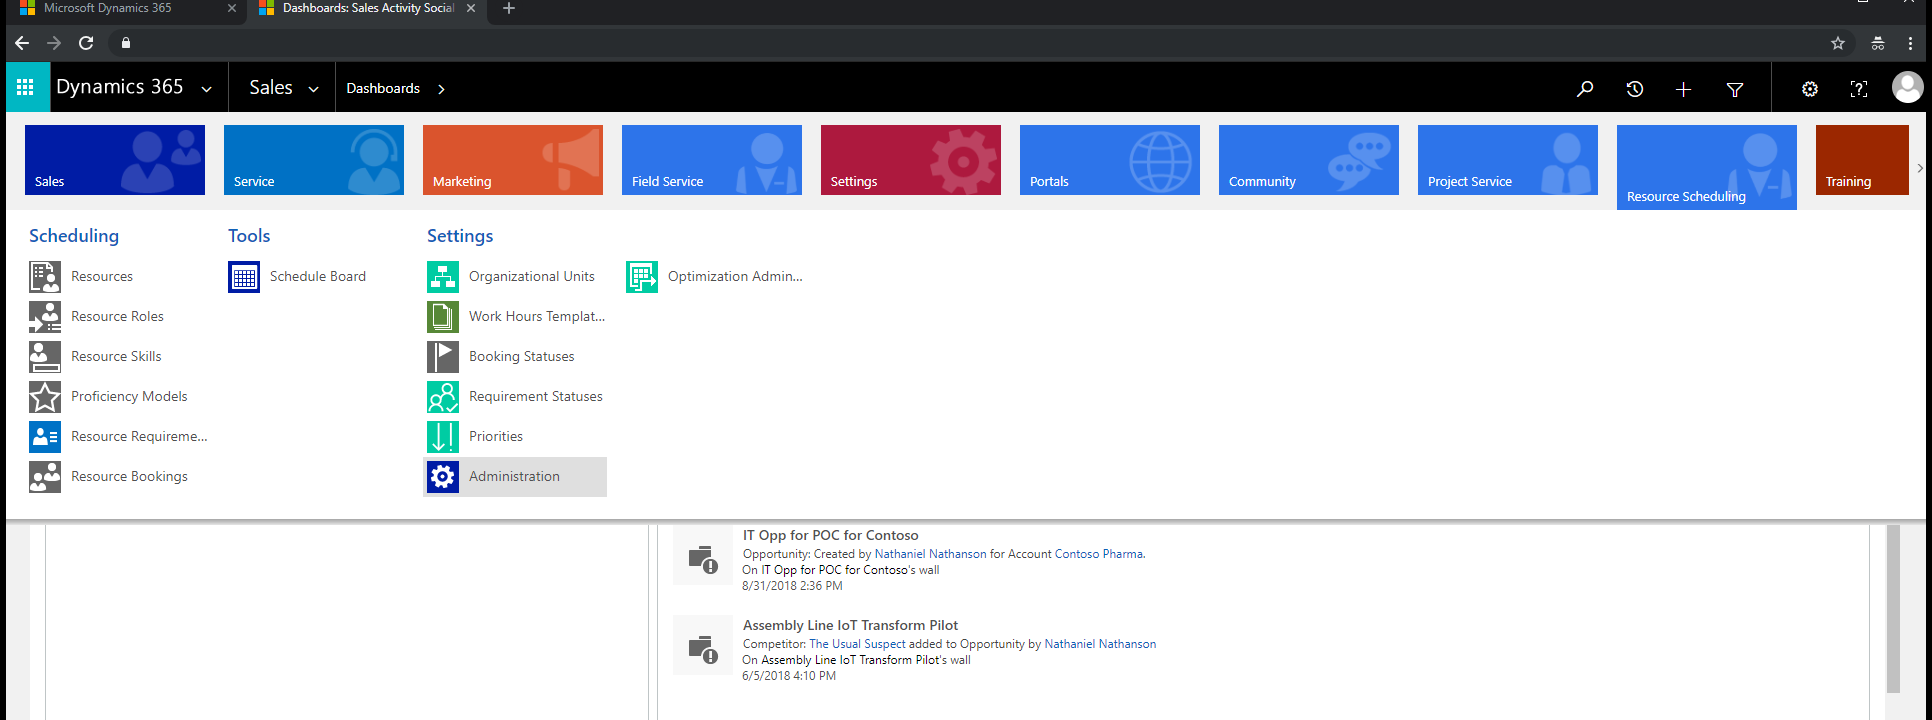 Microsoft Dynamics 365
Dashboards: Sales Activity Social
Dynamics 365
Sales
Dashboards
Sales
Service
Marketing
Field Service
Settings
Portals
Community
Project Service
Resource Scheduling
Training
Scheduling
Tools
Settings
Resources
Schedule Board
Organizational Units
Optimization Admin...
Resource Roles
Work Hours Templat...
Resource Skills
Booking Statuses
Proficiency Models
Requirement Statuses
Resource Requireme...
Priorities
Resource Bookings
Administration
IT Opp for POC for Contoso
Opportunity: Created by Nathaniel Nathanson for Account Contoso Pharma.
On IT Opp for POC for Contoso's wall
8/31/2018 2:36 PM
Assembly Line IoT Transform Pilot
Competitor: The Usual Suspect added to Opportunity by Nathaniel Nathanson
On Assembly Line IoT Transform Pilot's wall
6/5/2018 4:10 PM